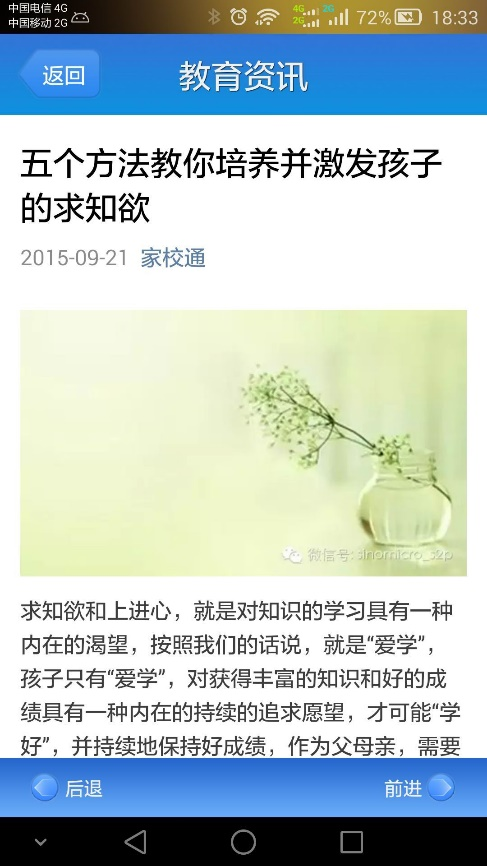 中国电信 4G
中国移动 2G
4G 2G
2G
72%
18:33
返回
教育资讯
五个方法教你培养并激发孩子
的求知欲
2015-09-21 家校通
微信号: sinomicro_s2p
求知欲和上进心，就是对知识的学习具有一种
内在的渴望，按照我们的话说，就是“爱学”，
孩子只有“爱学”，对获得丰富的知识和好的成
绩具有一种内在的持续的追求愿望，才可能“学
好”，并持续地保持好成绩，作为父母亲，需要
后退
前进